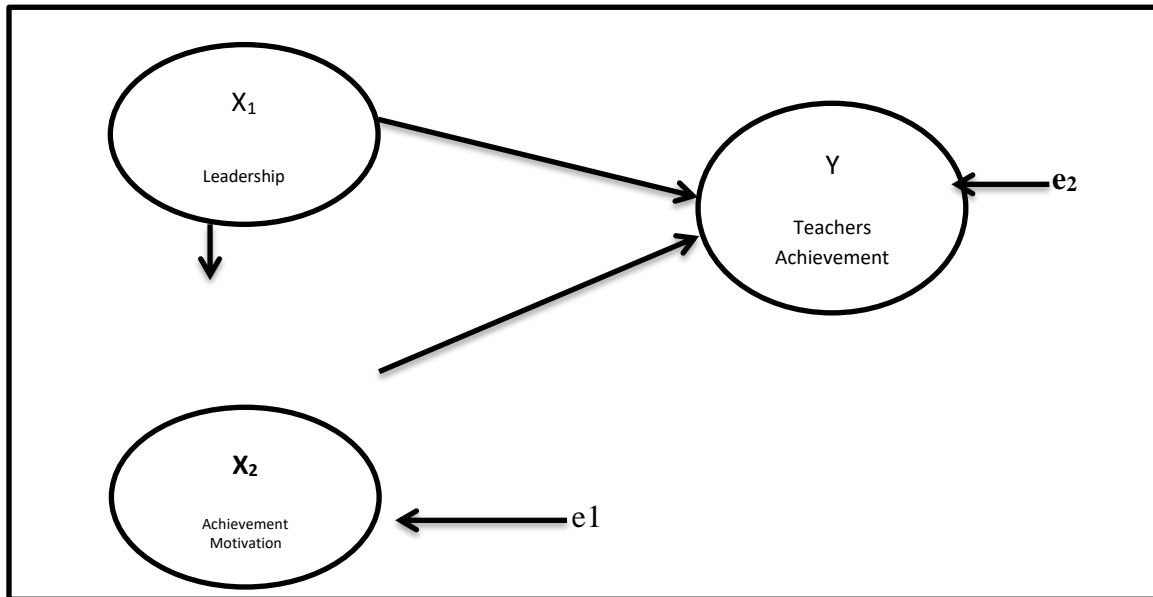 X₁
Leadership
Y
Teachers
Achievement
e₂
X₂
Achievement
Motivation
e1